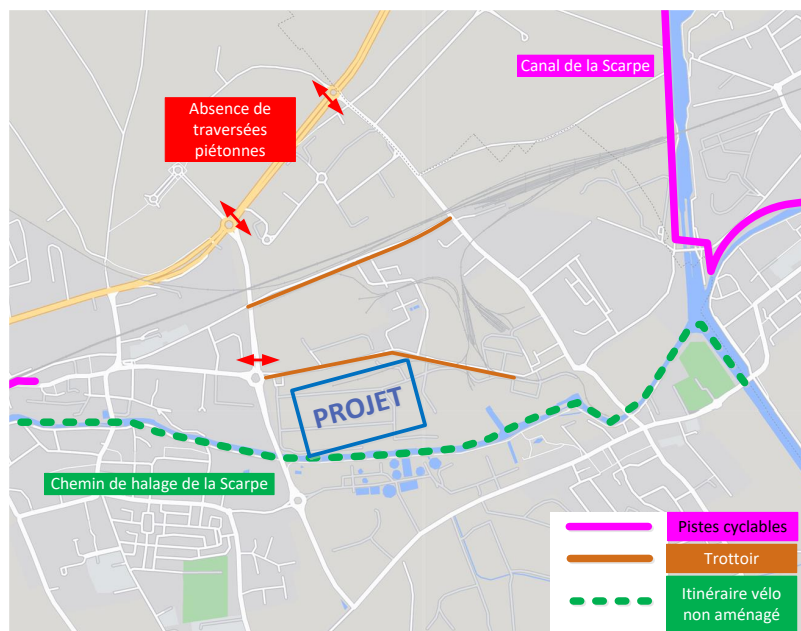 Canal de la Scarpe
Absence de
traversées
piétonnes
PROJET
Chemin de halage de la Scarpe
Pistes cyclables
Trottoir
Itinéraire vélo
non aménagé